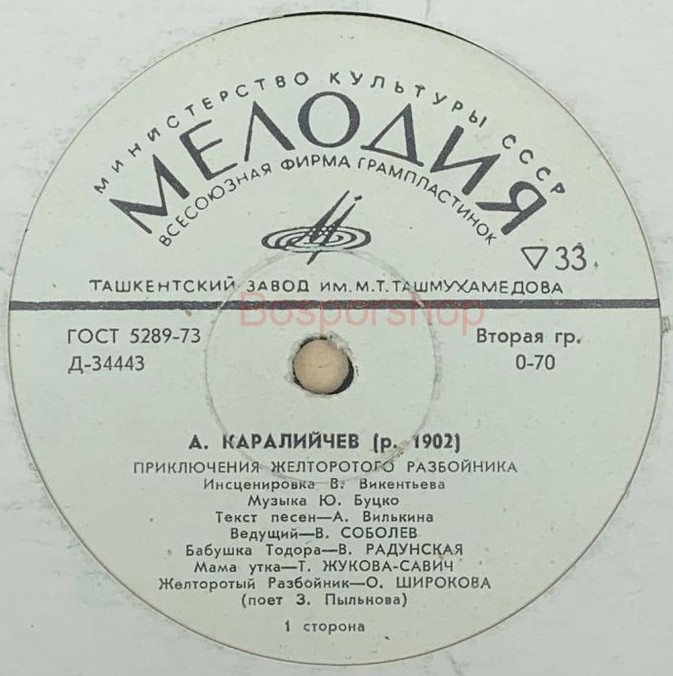 МИНИСТЕРСТВО КУЛЬТУРЫ СССР
МЕЛОДИЯ
ВСЕСОЮЗНАЯ ФИРМА ГРАМПЛАСТИНОК
33
ТАШКЕНТСКИЙ ЗАВОД ИМ. М.Т. ТАШМУХАМЕДОВА
Bosporshop
ГОСТ 5289-73
Вторая гр.
Д-34443
0-70
А. КАРАЛИЙЧЕВ (р. 1902)
ПРИКЛЮЧЕНИЯ ЖЕЛТОРОТОГО РАЗБОЙНИКА
Инсценировка В. Викентьева
Музыка Ю. Буцко
Текст песен—А. Вилькина
Ведущий—В. СОБОЛЕВ
Бабушка Тодора—В. РАДУНСКАЯ
Мама утка—Т. ЖУКОВА-САВИЧ
Желторотый Разбойник—О. ШИРОКОВА
(поет З. Пыльнова)
1 сторона